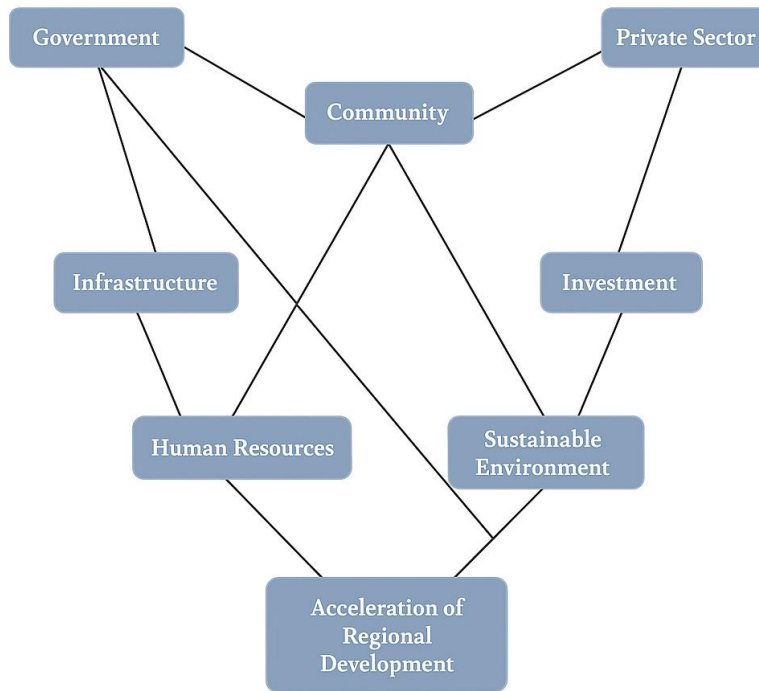 Government
Private Sector
Community
Infrastructure
Investment
Human Resources
Sustainable
Environment
Acceleration of
Regional
Development